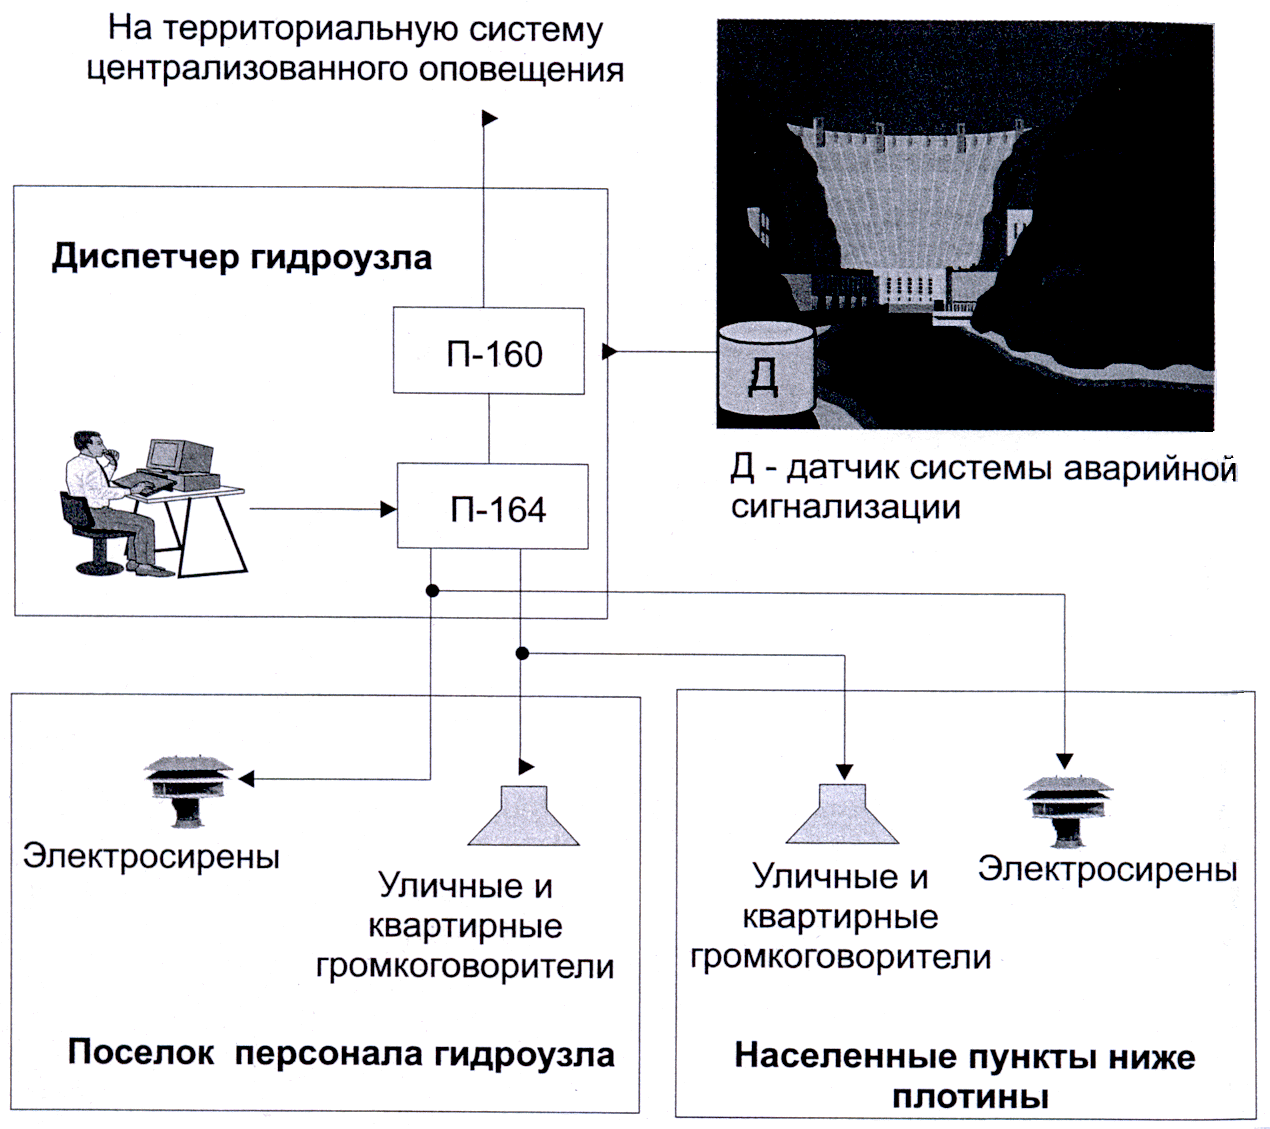 На территориальную систему
централизованного оповещения
Диспетчер гидроузла
П-160
Д
П-164
Д - датчик системы аварийной
сигнализации
Электросирены
Уличные и
квартирные
громкоговорители
Поселок персонала гидроузла
Уличные и
квартирные
громкоговорители
Электросирены
Населенные пункты ниже
плотины